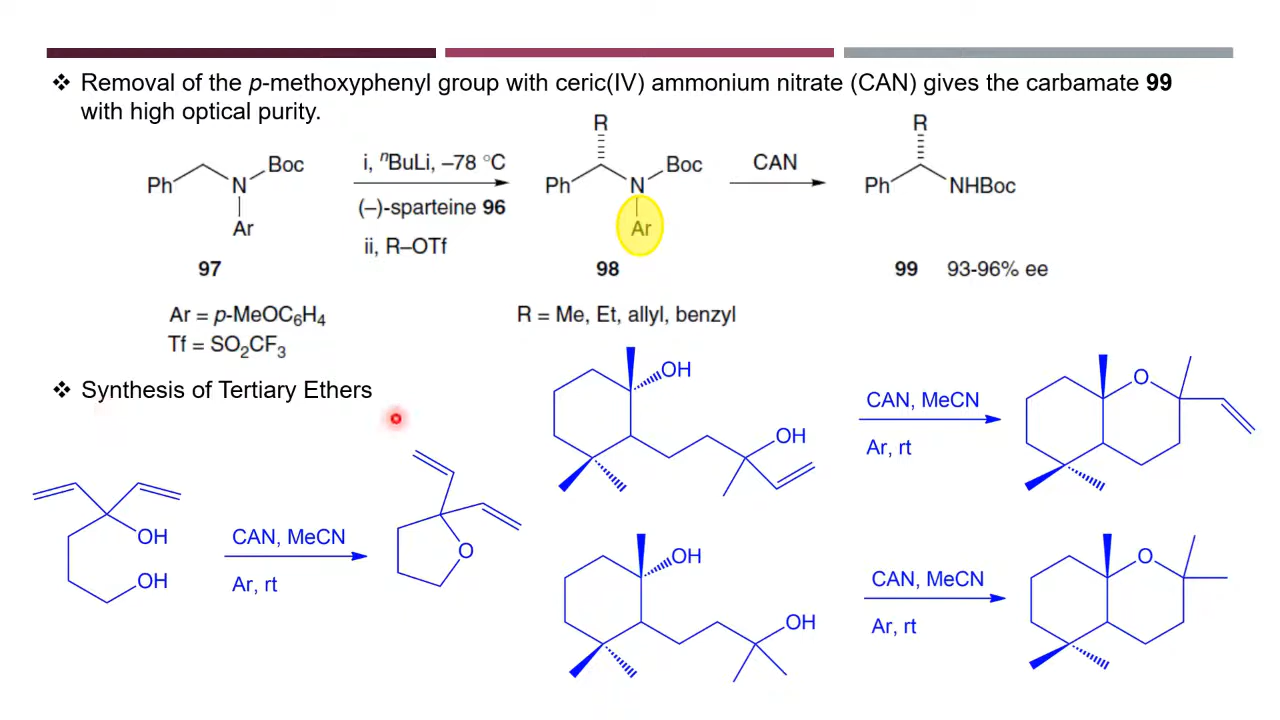 ❖ Removal of the p-methoxyphenyl group with ceric(IV) ammonium nitrate (CAN) gives the carbamate 99
with high optical purity.
Ph N Boc Ar
97
i, ⁿBuLi, –78 °C
(–)-sparteine 96
ii, R–OTf
R Ph N Boc Ar
98
CAN
R Ph NHBoc
99 93-96% ee
Ar = p-MeOC₆H₄
Tf = SO₂CF₃
R = Me, Et, allyl, benzyl
❖ Synthesis of Tertiary Ethers
OH
OH
CAN, MeCN
Ar, rt
O
OH
OH
CAN, MeCN
Ar, rt
O
OH
OH
CAN, MeCN
Ar, rt
O